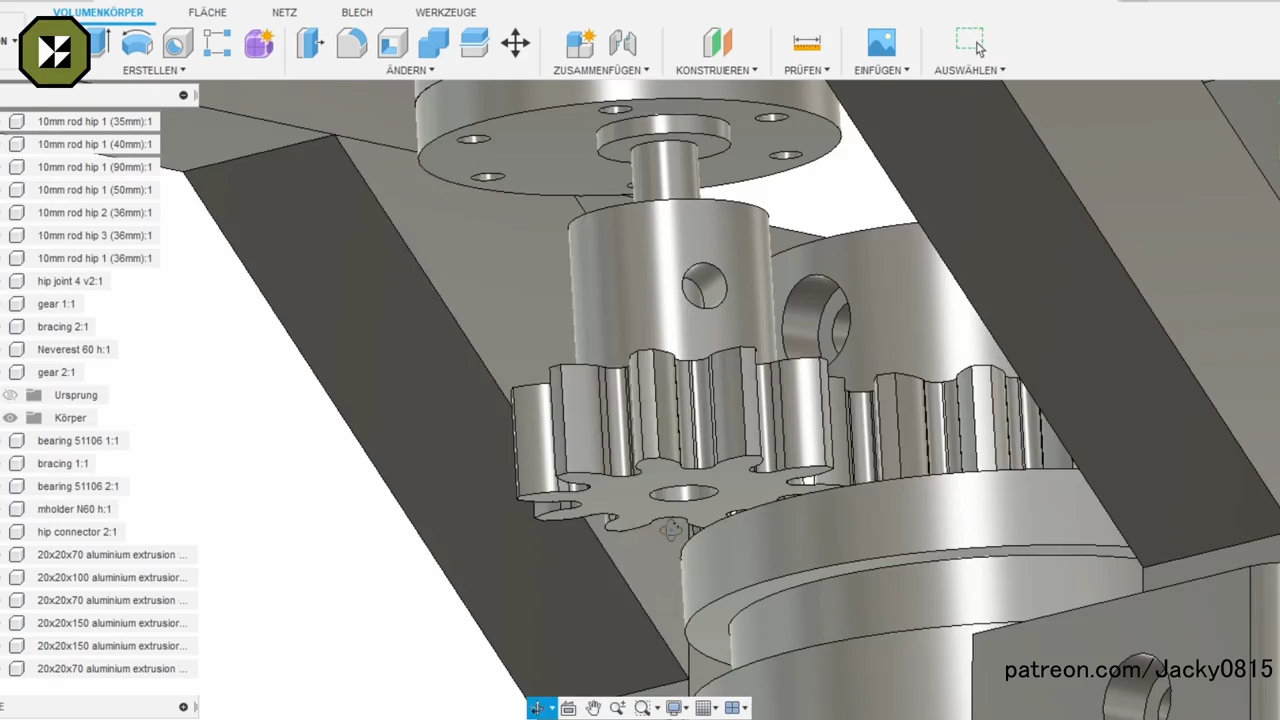 VOLUMENKÖRPER FLÄCHE NETZ BLECH WERKZEUGE
ERSTELLEN ÄNDERN ZUSAMMENFÜGEN KONSTRUIEREN PRÜFEN EINFÜGEN AUSWÄHLEN
10mm rod hip 1 (35mm):1
10mm rod hip 1 (40mm):1
10mm rod hip 1 (90mm):1
10mm rod hip 1 (50mm):1
10mm rod hip 2 (36mm):1
10mm rod hip 3 (36mm):1
10mm rod hip 1 (36mm):1
hip joint 4 v2:1
gear 1:1
bracing 2:1
Neverest 60 h:1
gear 2:1
Ursprung
Körper
bearing 51106 1:1
bracing 1:1
bearing 51106 2:1
mholder N60 h:1
hip connector 2:1
20x20x70 aluminium extrusion ...
20x20x100 aluminium extrusior...
20x20x70 aluminium extrusion ...
20x20x150 aluminium extrusior...
20x20x150 aluminium extrusior...
20x20x70 aluminium extrusion ...
patreon.com/Jacky0815